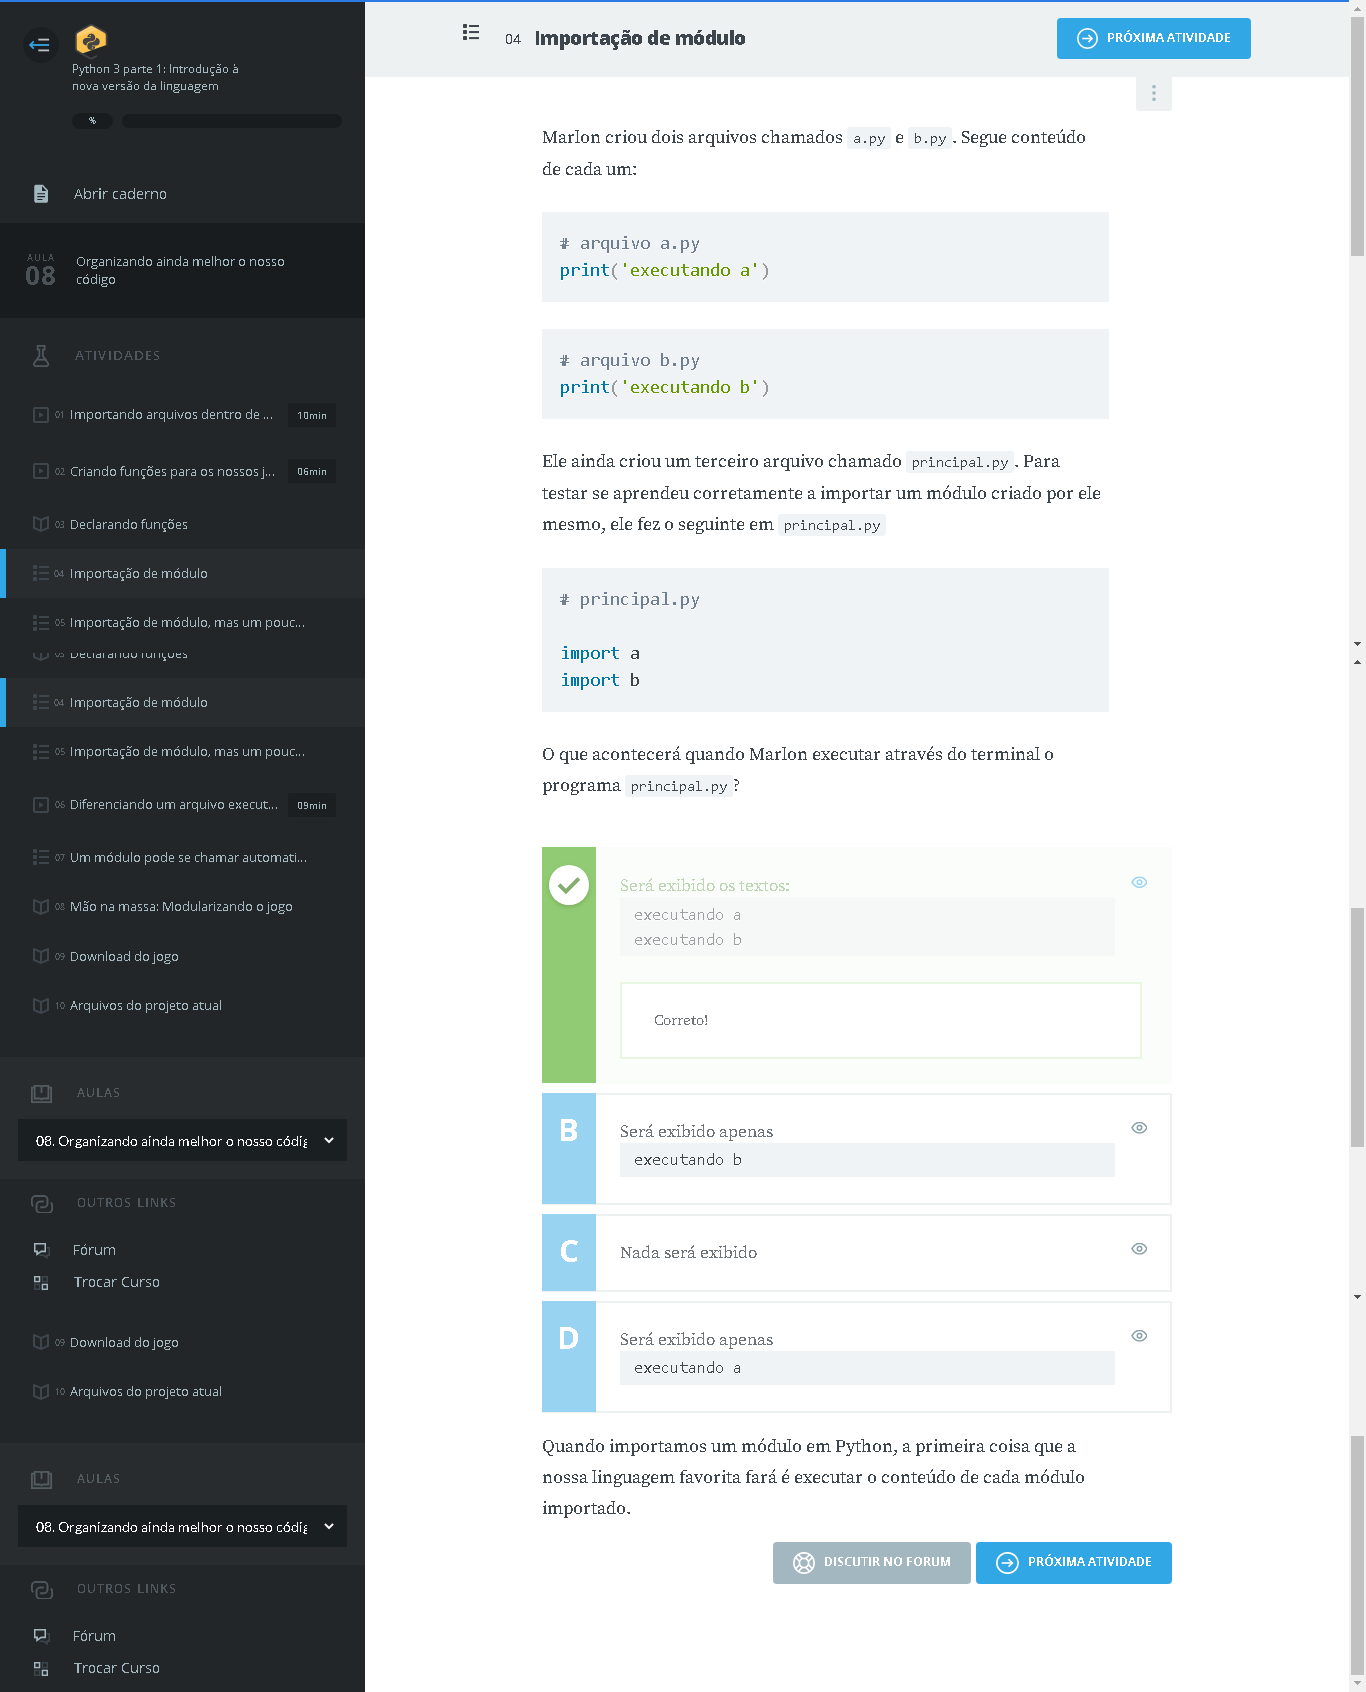 Python 3 parte 1: Introdução à
nova versão da linguagem
%
Abrir caderno
AULA
08
Organizando ainda melhor o nosso
código
ATIVIDADES
01 Importando arquivos dentro de ... 10min
02 Criando funções para os nossos j... 06min
03 Declarando funções
04 Importação de módulo
05 Importação de módulo, mas um pouc...
03 Declarando funções
04 Importação de módulo
05 Importação de módulo, mas um pouc...
06 Diferenciando um arquivo execut... 09min
07 Um módulo pode se chamar automati...
08 Mão na massa: Modularizando o jogo
09 Download do jogo
10 Arquivos do projeto atual
AULAS
08. Organizando ainda melhor o nosso códig
OUTROS LINKS
Fórum
Trocar Curso
09 Download do jogo
10 Arquivos do projeto atual
AULAS
08. Organizando ainda melhor o nosso códig
OUTROS LINKS
Fórum
Trocar Curso
04 Importação de módulo
PRÓXIMA ATIVIDADE
Marlon criou dois arquivos chamados a.py e b.py. Segue conteúdo
de cada um:
# arquivo a.py
print('executando a')
# arquivo b.py
print('executando b')
Ele ainda criou um terceiro arquivo chamado principal.py. Para
testar se aprendeu corretamente a importar um módulo criado por ele
mesmo, ele fez o seguinte em principal.py
# principal.py
import a
import b
O que acontecerá quando Marlon executar através do terminal o
programa principal.py?
Será exibido os textos:
executando a
executando b
Correto!
B
Será exibido apenas
executando b
C
Nada será exibido
D
Será exibido apenas
executando a
Quando importamos um módulo em Python, a primeira coisa que a
nossa linguagem favorita fará é executar o conteúdo de cada módulo
importado.
DISCUTIR NO FORUM
PRÓXIMA ATIVIDADE